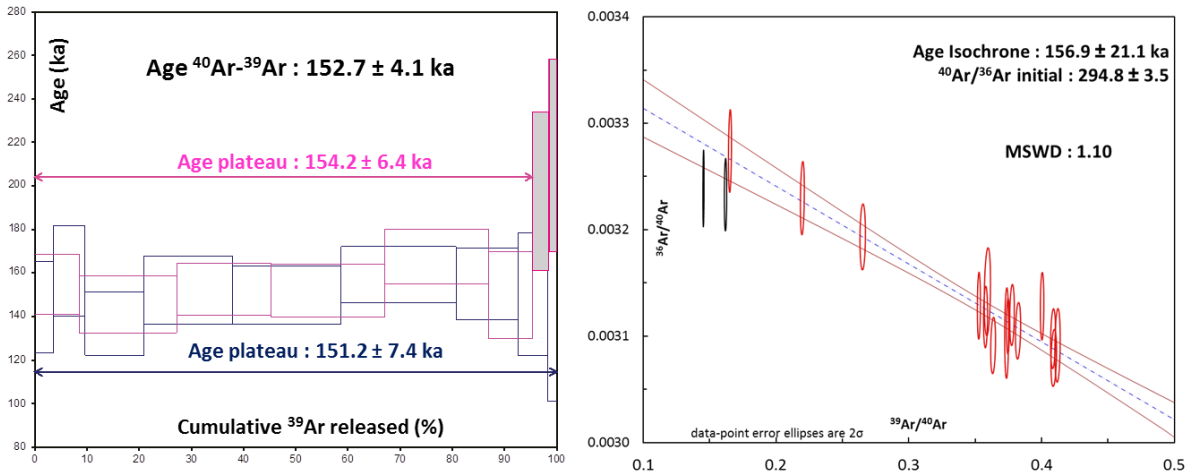 280
260
240
220
200
180
160
140
120
100
80
Age (ka)
Age ⁴⁰Ar-³⁹Ar : 152.7 ± 4.1 ka
Age plateau : 154.2 ± 6.4 ka
Age plateau : 151.2 ± 7.4 ka
Cumulative ³⁹Ar released (%)
0 10 20 30 40 50 60 70 80 90 100
0.0034
0.0033
0.0032
0.0031
0.0030
³⁶Ar/⁴⁰Ar
Age Isochrone : 156.9 ± 21.1 ka
⁴⁰Ar/³⁶Ar initial : 294.8 ± 3.5
MSWD : 1.10
data-point error ellipses are 2σ
³⁹Ar/⁴⁰Ar
0.1 0.2 0.3 0.4 0.5